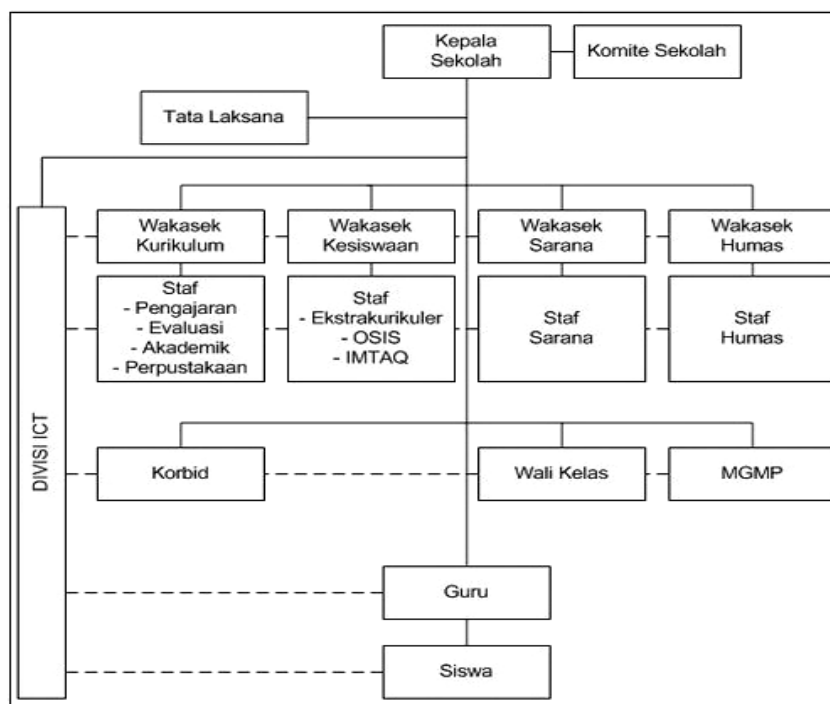 Kepala
Sekolah
Komite Sekolah
Tata Laksana
DIVISI ICT
Wakasek
Kurikulum
Wakasek
Kesiswaan
Wakasek
Sarana
Wakasek
Humas
Staf
- Pengajaran
- Evaluasi
- Akademik
- Perpustakaan
Staf
- Ekstrakurikuler
- OSIS
- IMTAQ
Staf
Sarana
Staf
Humas
Korbid
Wali Kelas
MGMP
Guru
Siswa